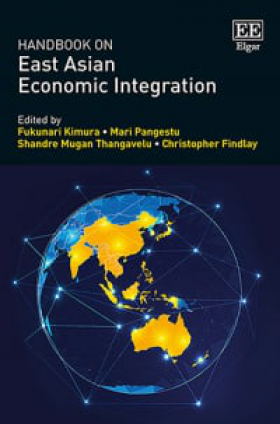 EE
Elgar
HANDBOOK ON
East Asian
Economic Integration
Edited by
Fukunari Kimura • Mari Pangestu
Shandre Mugan Thangavelu • Christopher Findlay